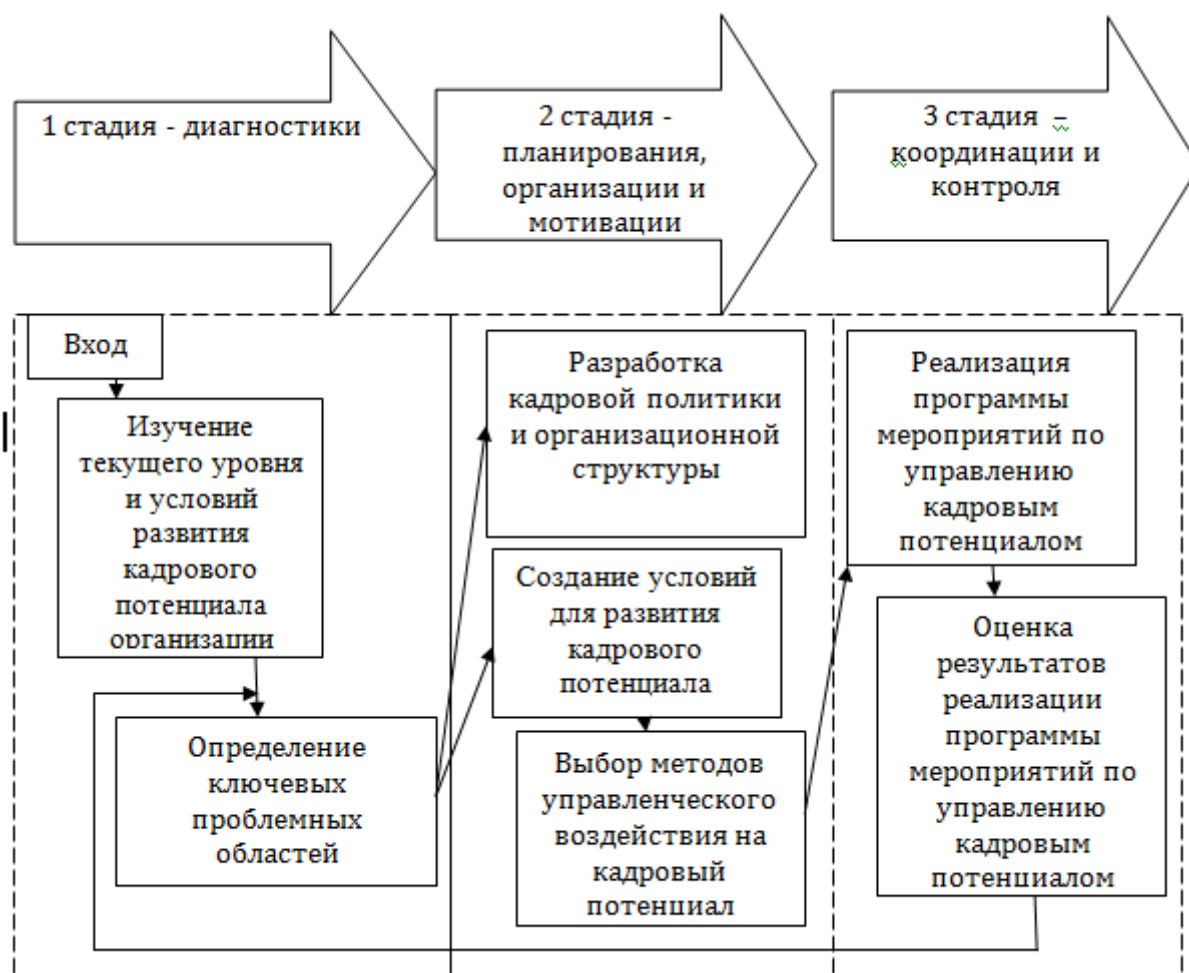 1 стадия - диагностики
2 стадия -
планирования,
организации и
мотивации
3 стадия –
координации и
контроля
Вход
Изучение
текущего уровня
и условий
развития
кадрового
потенциала
организации
Определение
ключевых
проблемных
областей
Разработка
кадровой политики
и организационной
структуры
Создание условий
для развития
кадрового
потенциала
Выбор методов
управленческого
воздействия на
кадровый
потенциал
Реализация
программы
мероприятий по
управлению
кадровым
потенциалом
Оценка
результатов
реализации
программы
мероприятий по
управлению
кадровым
потенциалом